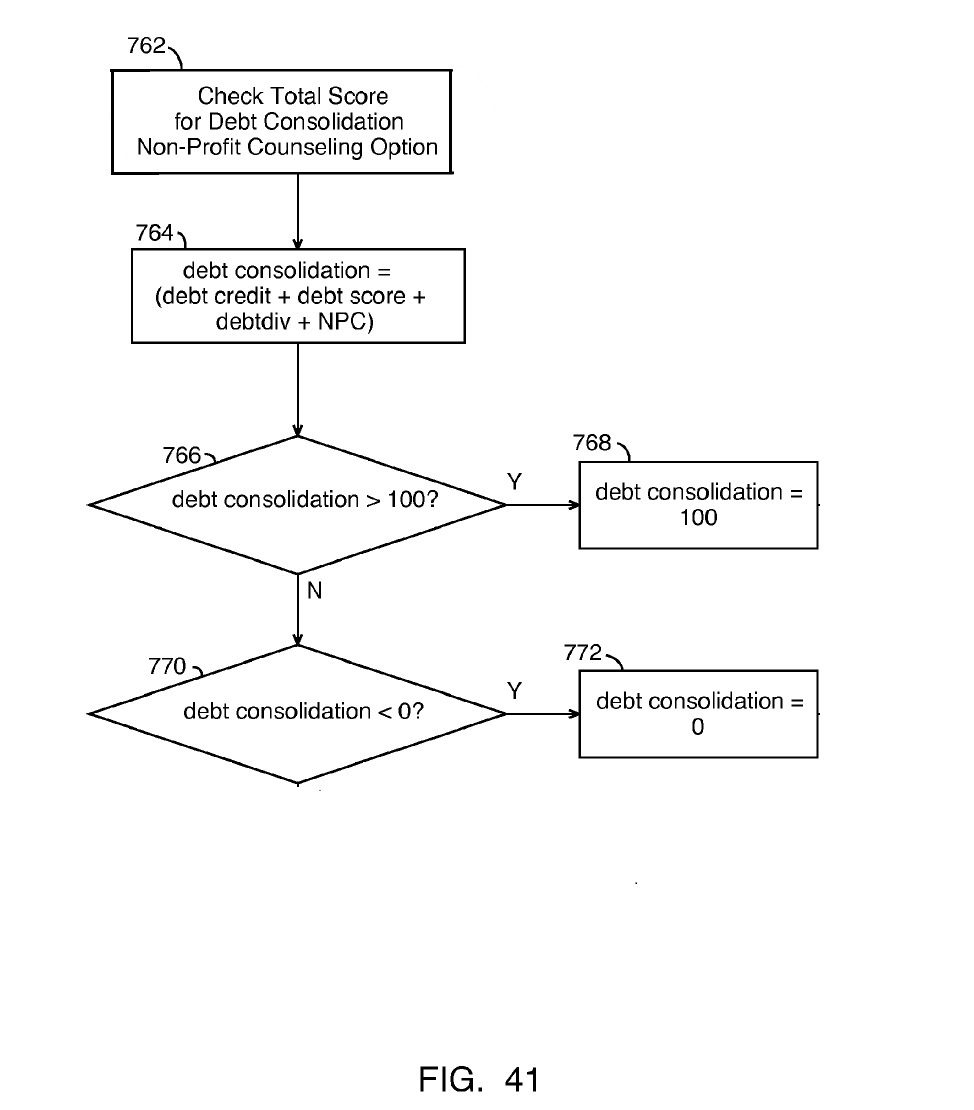 762
Check Total Score
for Debt Consolidation
Non-Profit Counseling Option
764
debt consolidation =
(debt credit + debt score +
debtdiv + NPC)
766
debt consolidation > 100?
Y
768
debt consolidation =
100
N
770
debt consolidation < 0?
Y
772
debt consolidation =
0
FIG. 41